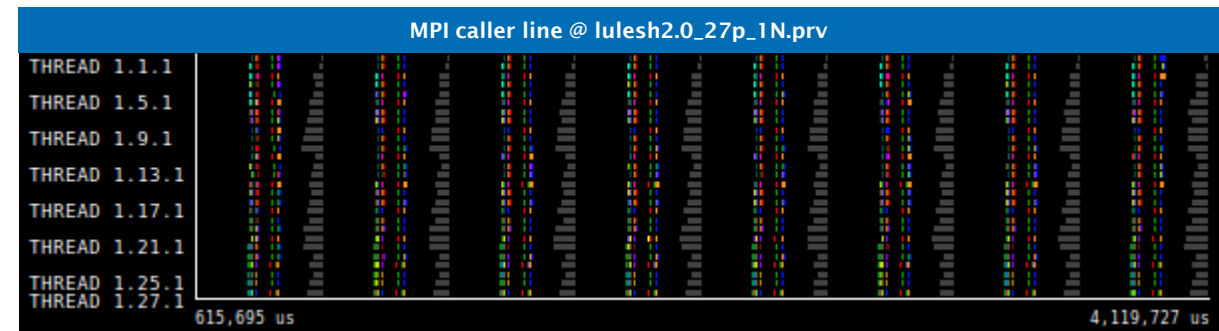 MPI caller line @ lulesh2.0_27p_1N.prv
THREAD 1.1.1
THREAD 1.5.1
THREAD 1.9.1
THREAD 1.13.1
THREAD 1.17.1
THREAD 1.21.1
THREAD 1.25.1
THREAD 1.27.1
615,695 us 4,119,727 us